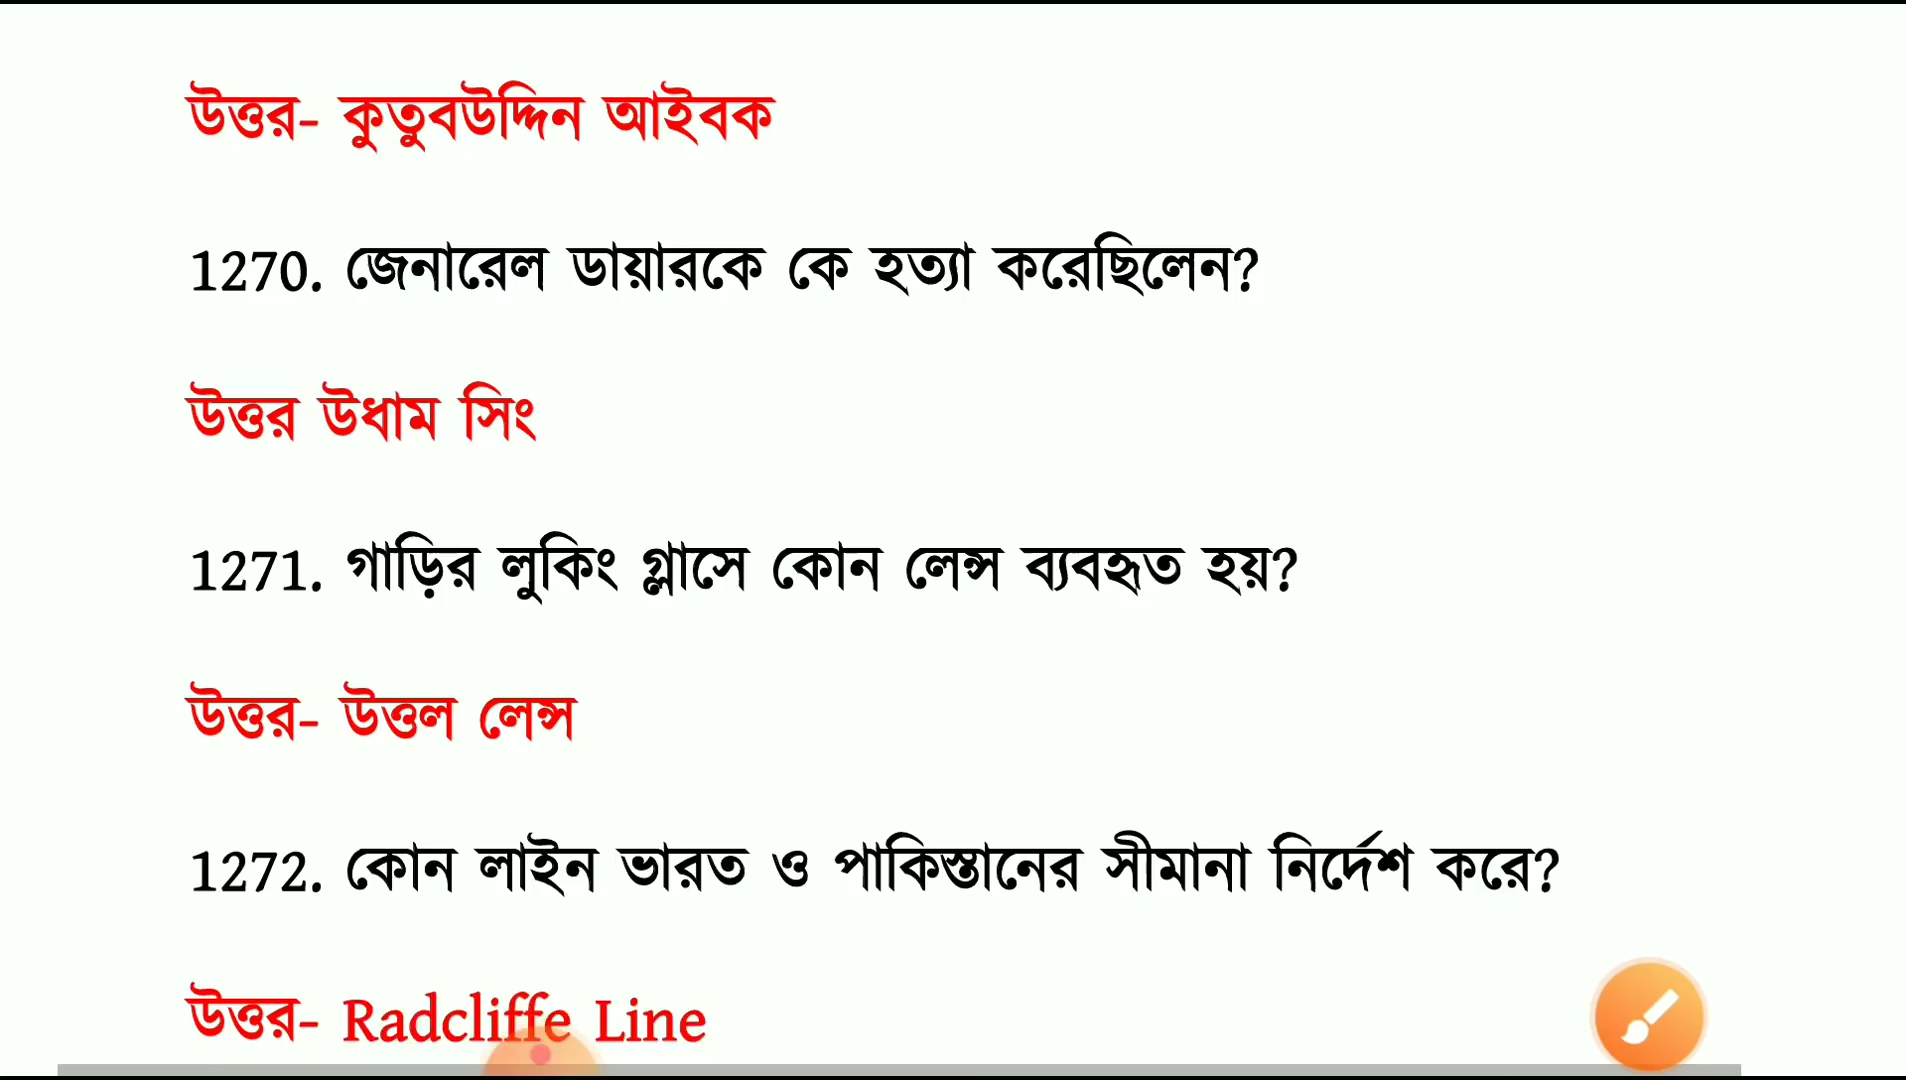 উত্তর- কুতুবউদ্দিন আইবক
1270. জেনারেল ডায়ারকে কে হত্যা করেছিলেন?
উত্তর উধাম সিং
1271. গাড়ির লুকিং গ্লাসে কোন লেন্স ব্যবহৃত হয়?
উত্তর- উত্তল লেন্স
1272. কোন লাইন ভারত ও পাকিস্তানের সীমানা নির্দেশ করে?
উত্তর- Radcliffe Line